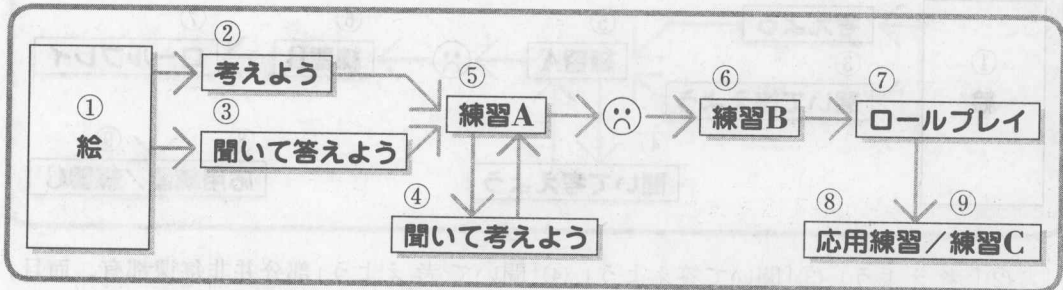 ①
絵
②
考えよう
③
聞いて答えよう
④
聞いて考えよう
⑤
練習A
⑥
練習B
⑦
ロールプレイ
⑧ ⑨
応用練習／練習C